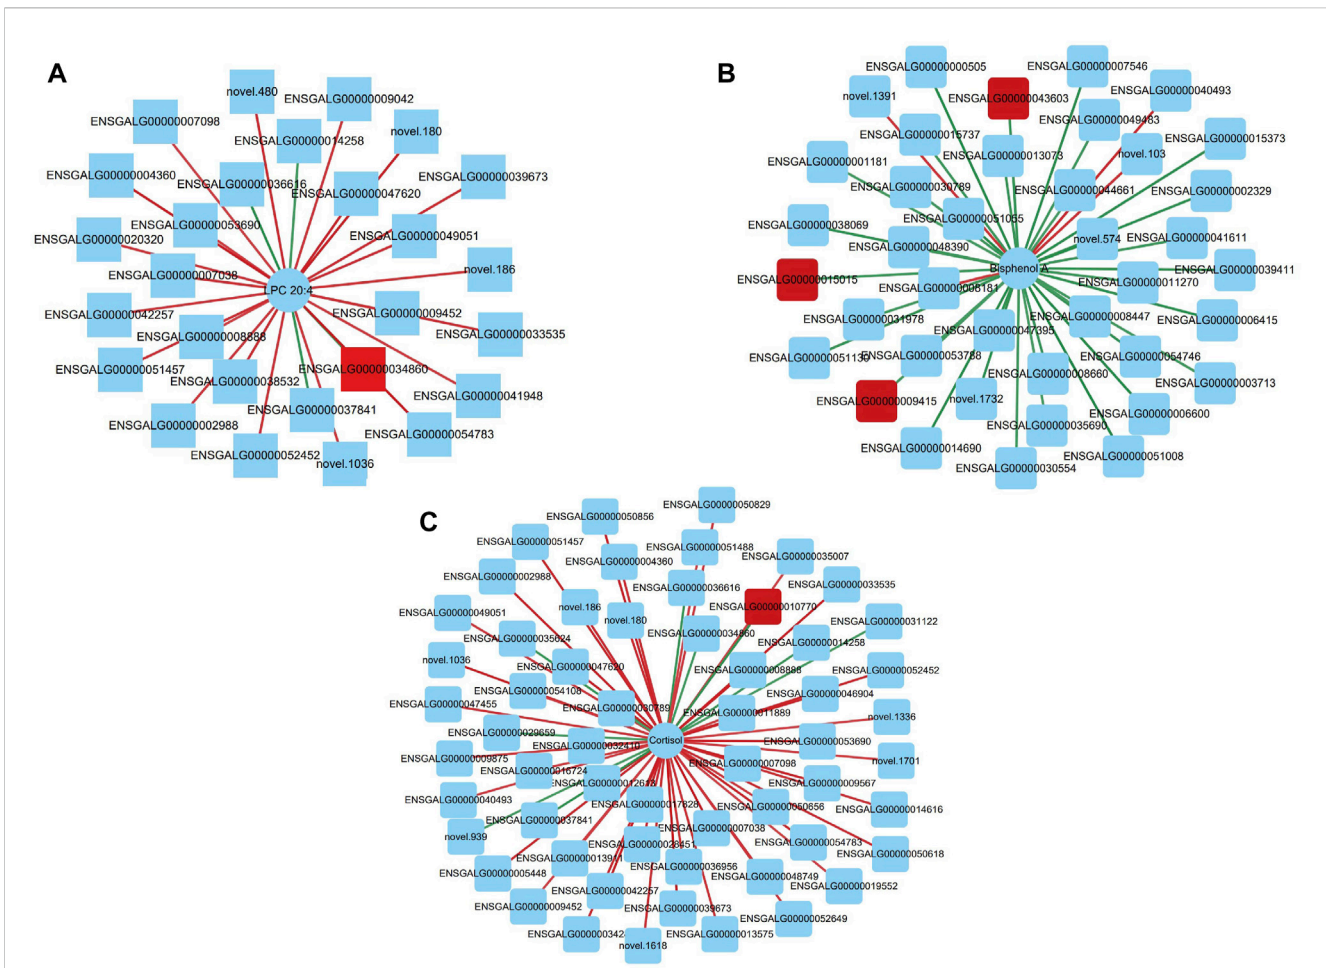 A
novel.480
ENSGALG00000009042
ENSGALG00000007098
novel.180
ENSGALG00000014258
ENSGALG00000004360
ENSGALG00000036616
ENSGALG00000047620
ENSGALG00000039673
ENSGALG00000053690
ENSGALG00000020320
ENSGALG00000049051
ENSGALG00000007038
novel.186
LPC 20:4
ENSGALG00000042257
ENSGALG00000009452
ENSGALG00000008888
ENSGALG00000033535
ENSGALG00000051457
ENSGALG00000034860
ENSGALG00000038532
ENSGALG00000041948
ENSGALG00000037841
ENSGALG00000002988
ENSGALG00000054783
ENSGALG00000052452
novel.1036
B
ENSGALG00000000505
ENSGALG00000007546
novel.1391
ENSGALG00000043603
ENSGALG00000040493
ENSGALG00000049483
ENSGALG00000015737
ENSGALG00000015373
ENSGALG00000001181
ENSGALG00000013073
novel.103
ENSGALG00000030789
ENSGALG00000044661
ENSGALG00000002329
ENSGALG00000038069
ENSGALG00000051055
ENSGALG00000048390
novel.574
ENSGALG00000041611
Bisphenol A
ENSGALG00000039411
ENSGALG00000015015
ENSGALG00000008181
ENSGALG00000011270
ENSGALG00000031978
ENSGALG00000047395
ENSGALG00000008447
ENSGALG00000006415
ENSGALG00000053788
ENSGALG00000054746
ENSGALG00000008660
ENSGALG00000003713
ENSGALG00000009415
novel.1732
ENSGALG00000006600
ENSGALG00000035690
ENSGALG00000014690
ENSGALG00000051008
ENSGALG00000030554
C
ENSGALG00000050856
ENSGALG00000050829
ENSGALG00000051457
ENSGALG00000051488
ENSGALG00000004360
ENSGALG00000035007
ENSGALG00000002988
ENSGALG00000036616
ENSGALG00000033535
ENSGALG00000049051
novel.186
novel.180
ENSGALG00000010770
ENSGALG00000031122
ENSGALG00000035624
ENSGALG00000034860
ENSGALG00000014258
novel.1036
ENSGALG00000047620
ENSGALG00000008888
ENSGALG00000052452
ENSGALG00000054108
ENSGALG00000046904
ENSGALG00000047455
ENSGALG00000030789
ENSGALG00000011889
novel.1336
ENSGALG00000029659
ENSGALG00000032410
Cortisol
ENSGALG00000053690
ENSGALG00000009875
ENSGALG00000007098
novel.1701
ENSGALG00000016724
ENSGALG00000009567
ENSGALG00000040493
ENSGALG00000017828
ENSGALG00000050656
ENSGALG00000014616
ENSGALG00000037841
ENSGALG00000007038
novel.939
ENSGALG00000028451
ENSGALG00000054783
ENSGALG00000050618
ENSGALG00000005448
ENSGALG00000036956
ENSGALG00000048749
ENSGALG00000019552
ENSGALG00000042257
ENSGALG00000009452
ENSGALG00000039673
ENSGALG00000052649
ENSGALG00000013575
novel.1618